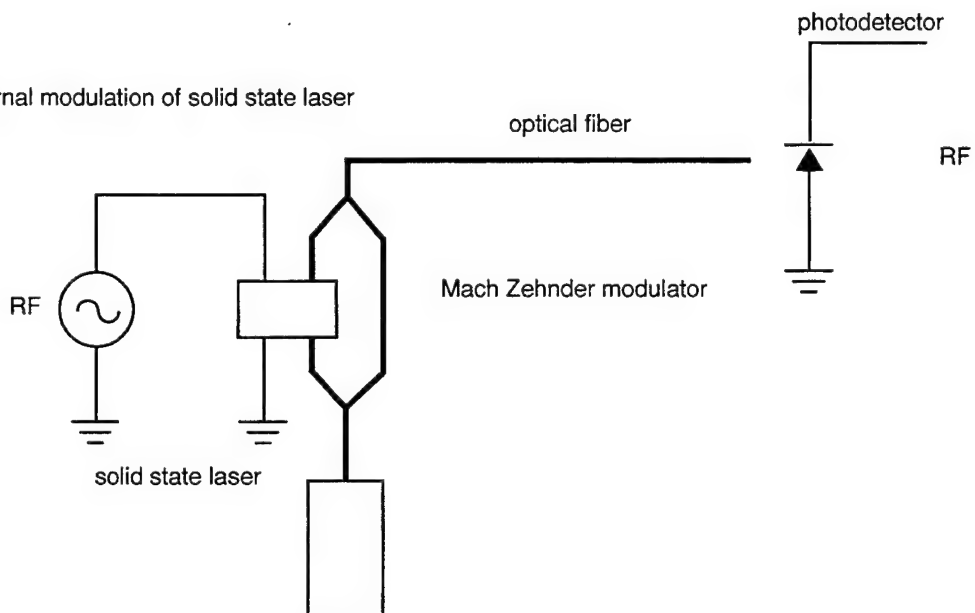 photodetector
rnal modulation of solid state laser
optical fiber
RF
Mach Zehnder modulator
RF
solid state laser